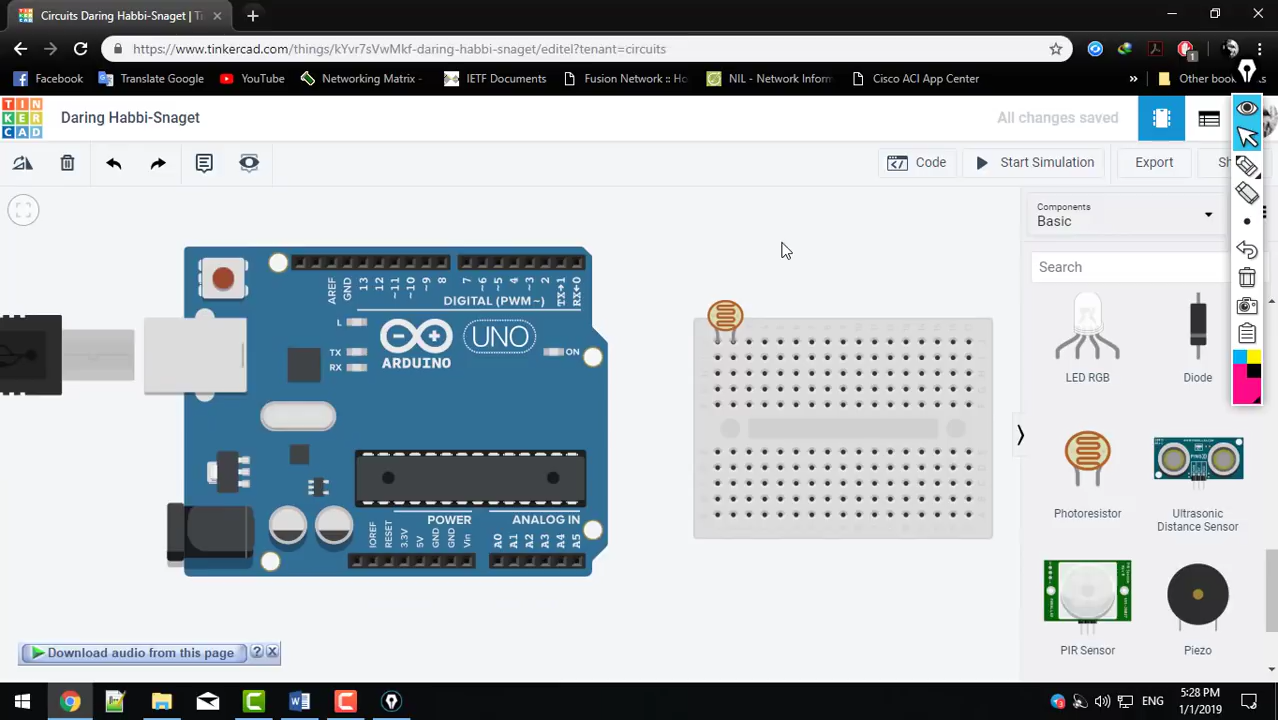 Circuits Daring Habbi-Snaget | Ti
https://www.tinkercad.com/things/kYvr7sVwMkf-daring-habbi-snaget/editel?tenant=circuits
Facebook
Translate Google
YouTube
Networking Matrix -
IETF Documents
Fusion Network :: Ho
NIL - Network Inform
Cisco ACI App Center
»
Other book
TIN
KER
CAD
Daring Habbi-Snaget
All changes saved
Code
Start Simulation
Export
Sh
Components
Basic
Search
AREF
GND
13
12
~11
~10
~9
8
7
~6
~5
4
~3
2
TX→1
RX←0
DIGITAL (PWM ~)
L
TX
RX
ARDUINO
UNO
ON
POWER
ANALOG IN
IOREF
RESET
3.3V
5V
GND
GND
Vin
A0
A1
A2
A3
A4
A5
LED RGB
Diode
Photoresistor
Ultrasonic
Distance Sensor
PIR Sensor
Piezo
Download audio from this page
?
ENG
5:28 PM
1/1/2019